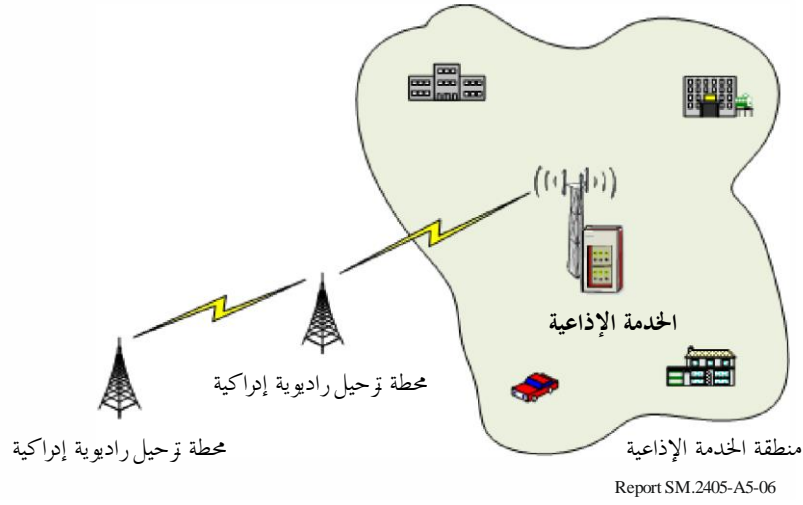 الخدمة الإذاعية
محطة ترحيل راديوية إدراكية
محطة ترحيل راديوية إدراكية
منطقة الخدمة الإذاعية
Report SM.2405-A5-06